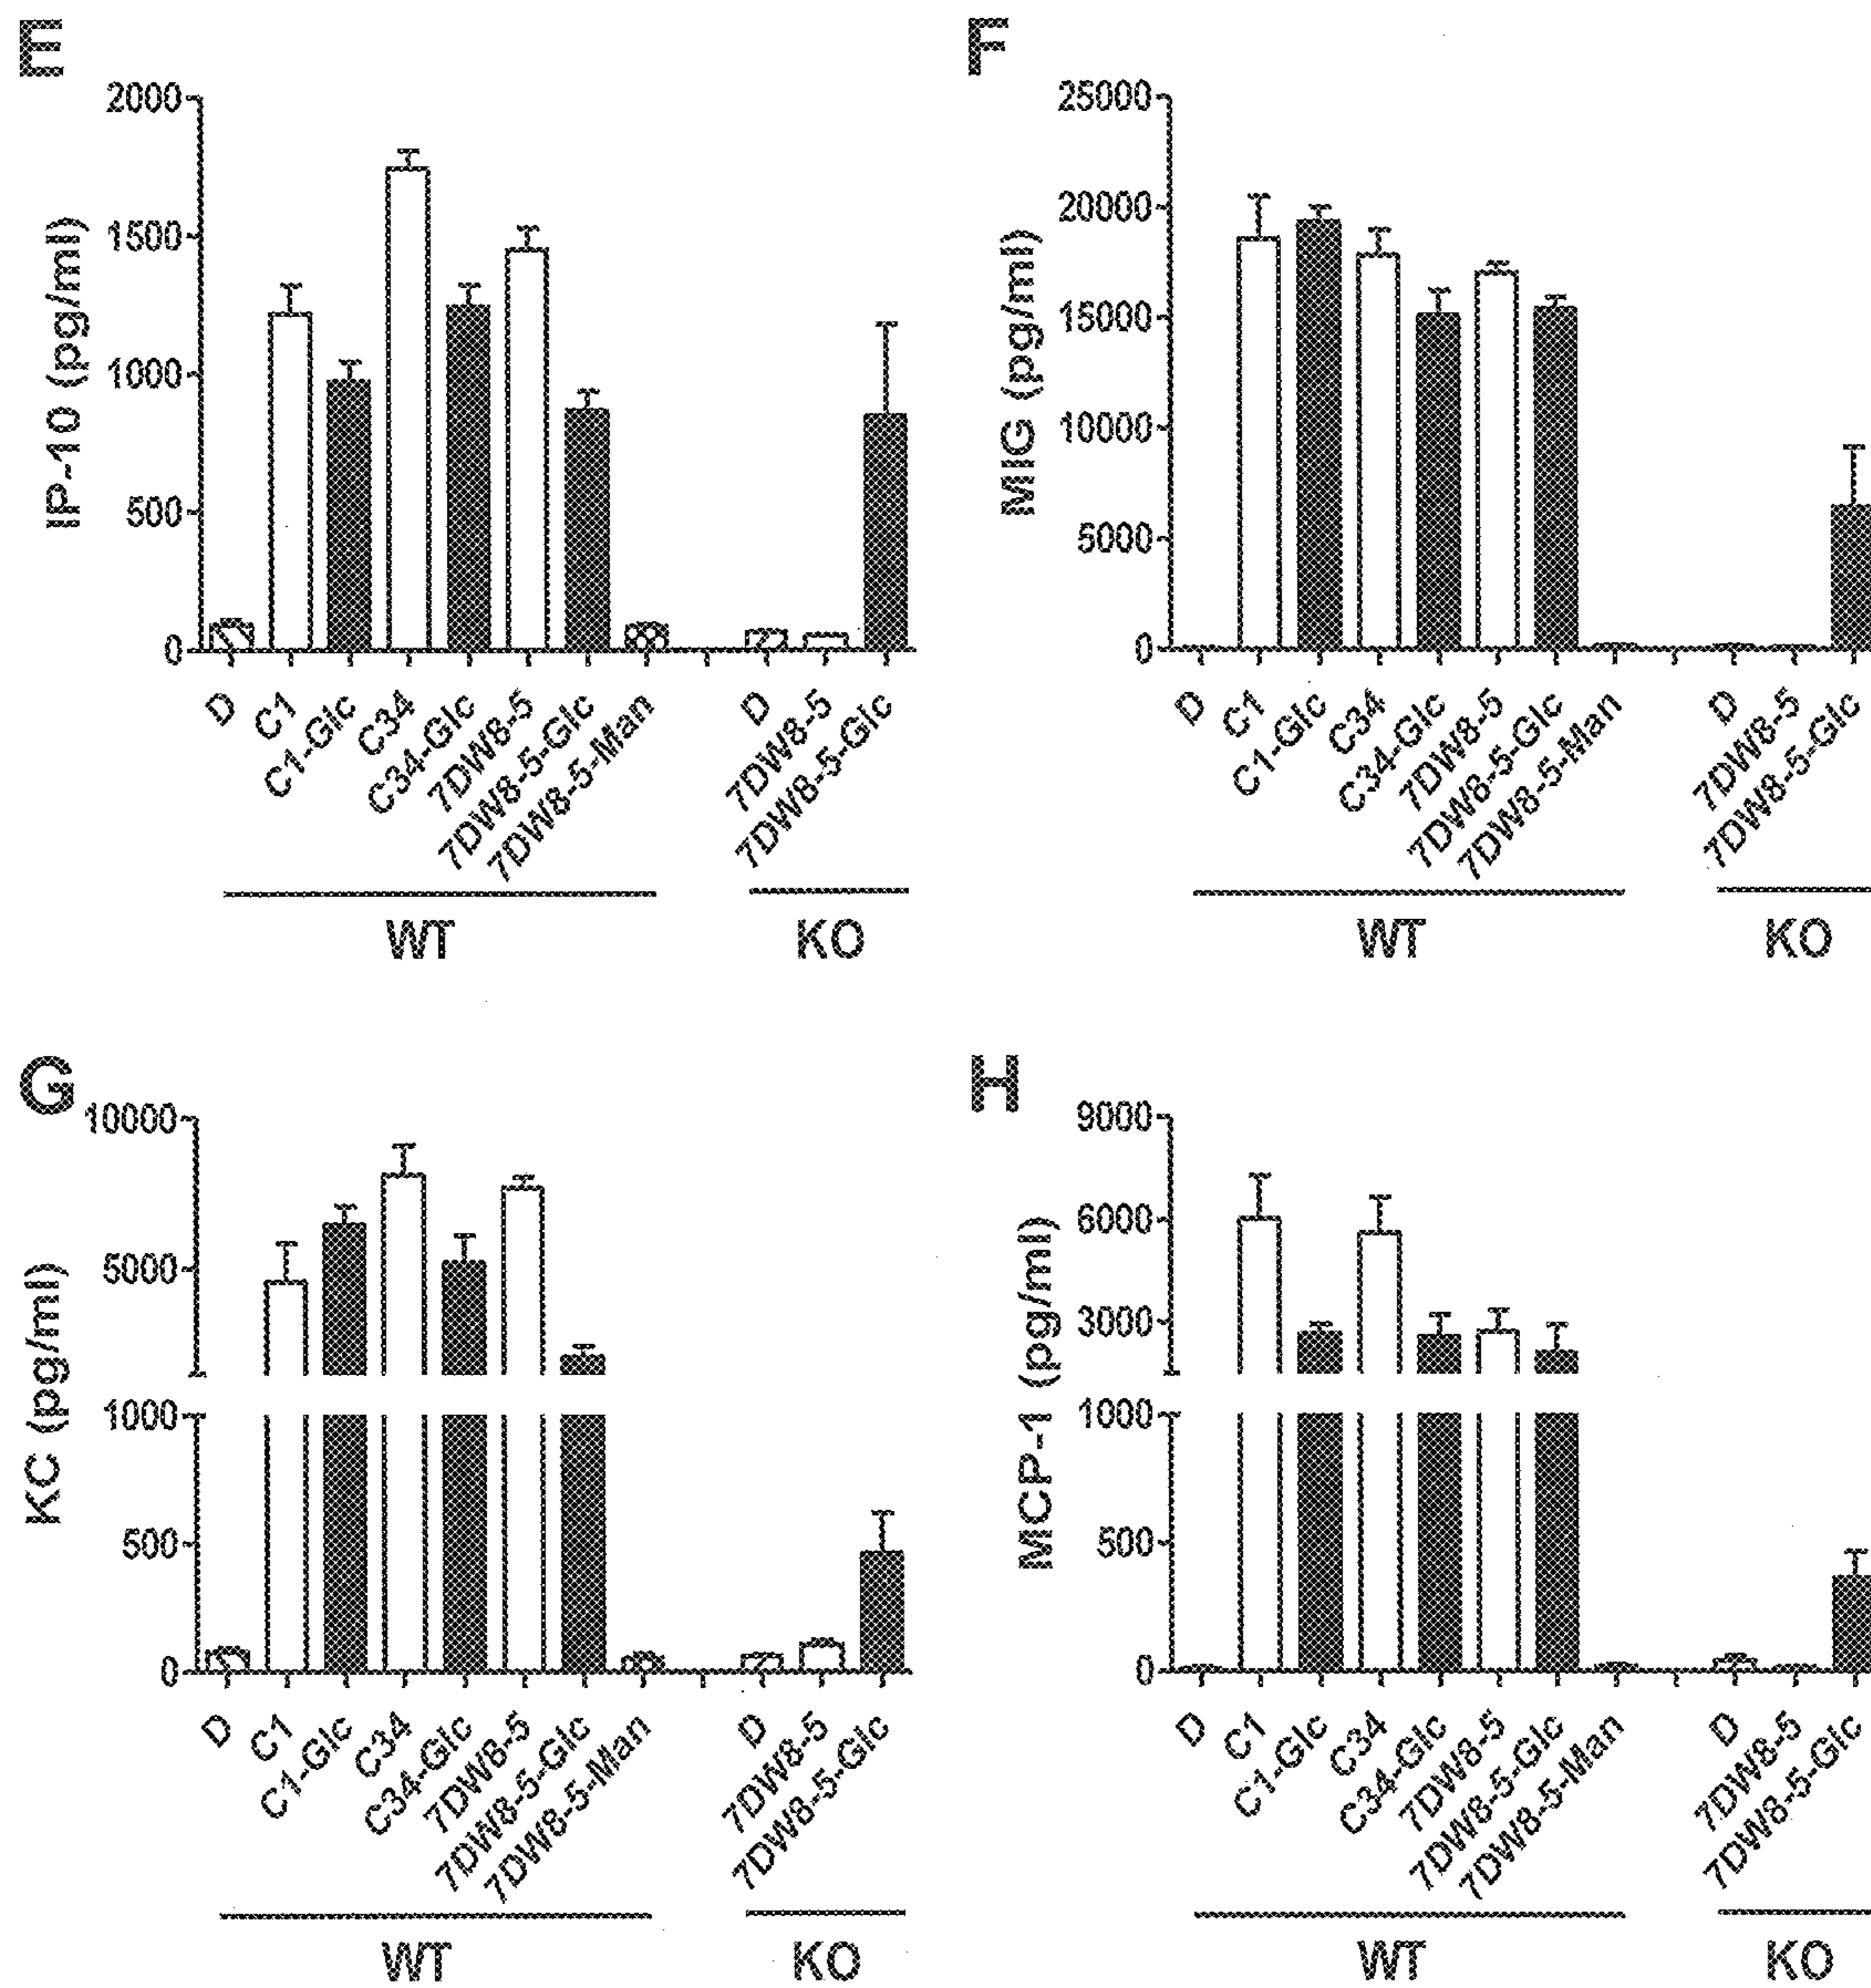 E
IP-10 (pg/ml)
2000
1500
1000
500
0
D
C1
C1-Glc
C34
C34-Glc
7DW8-5
7DW8-5-Glc
7DW8-5-Man
D
7DW8-5
7DW8-5-Glc
WT
KO
F
MIG (pg/ml)
25000
20000
15000
10000
5000
0
D
C1
C1-Glc
C34
C34-Glc
7DW8-5
7DW8-5-Glc
7DW8-5-Man
D
7DW8-5
7DW8-5-Glc
WT
KO
G
KC (pg/ml)
10000
5000
1000
500
0
D
C1
C1-Glc
C34
C34-Glc
7DW8-5
7DW8-5-Glc
7DW8-5-Man
D
7DW8-5
7DW8-5-Glc
WT
KO
H
MCP-1 (pg/ml)
9000
6000
3000
1000
500
0
D
C1
C1-Glc
C34
C34-Glc
7DW8-5
7DW8-5-Glc
7DW8-5-Man
D
7DW8-5
7DW8-5-Glc
WT
KO